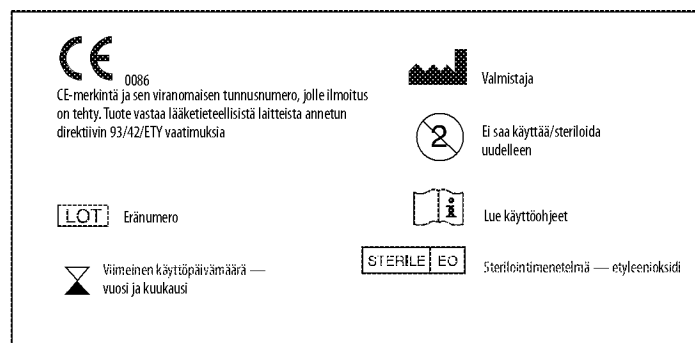 CE 0086
CE-merkintä ja sen viranomaisen tunnusnumero, jolle ilmoitus
on tehty. Tuote vastaa lääketieteellisistä laitteista annetun
direktiivin 93/42/ETY vaatimuksia
LOT Eränumero
Viimeinen käyttöpäivämäärä —
vuosi ja kuukausi
Valmistaja
2 Ei saa käyttää/steriloida
uudelleen
Lue käyttöohjeet
STERILE EO Sterilointimenetelmä — etyleenioksidi